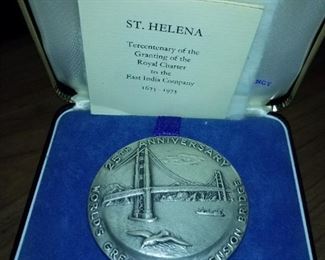 ST. HELENA
Tercentenary of the
Granting of the
Royal Charter
to the
East India Company
1673-1973
25TH ANNIVERSARY
WORLD'S GREATEST SUSPENSION BRIDGE